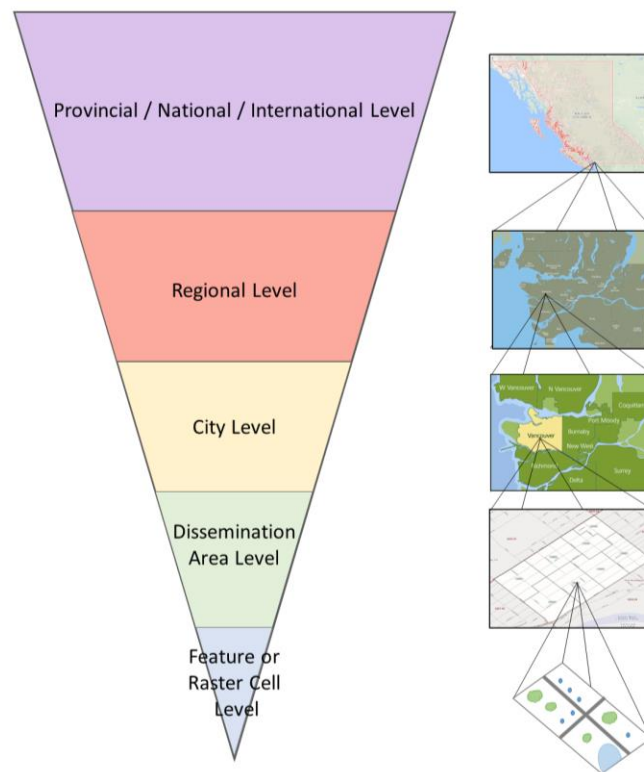 Provincial / National / International Level
Regional Level
City Level
Dissemination
Area Level
Feature or
Raster Cell
Level
W Vancouver
N Vancouver
Port Moody
Vancouver
Burnaby
New West
Richmond
Surrey
Delta